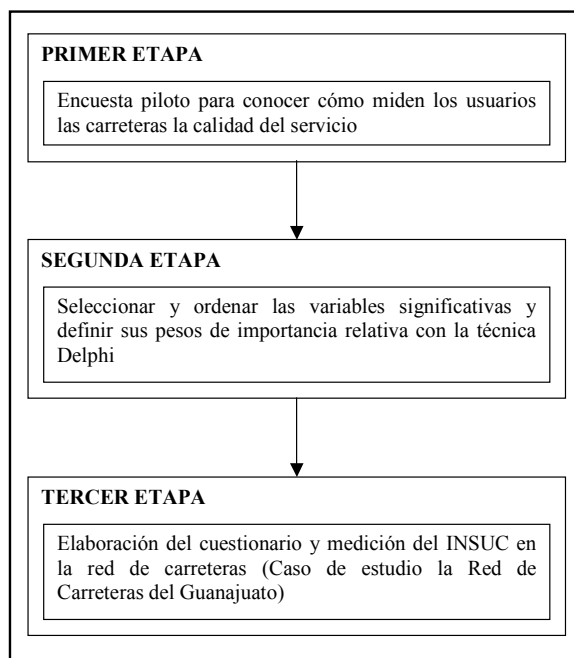 PRIMER ETAPA
Encuesta piloto para conocer cómo miden los usuarios
las carreteras la calidad del servicio
SEGUNDA ETAPA
Seleccionar y ordenar las variables significativas y
definir sus pesos de importancia relativa con la técnica
Delphi
TERCER ETAPA
Elaboración del cuestionario y medición del INSUC en
la red de carreteras (Caso de estudio la Red de
Carreteras del Guanajuato)